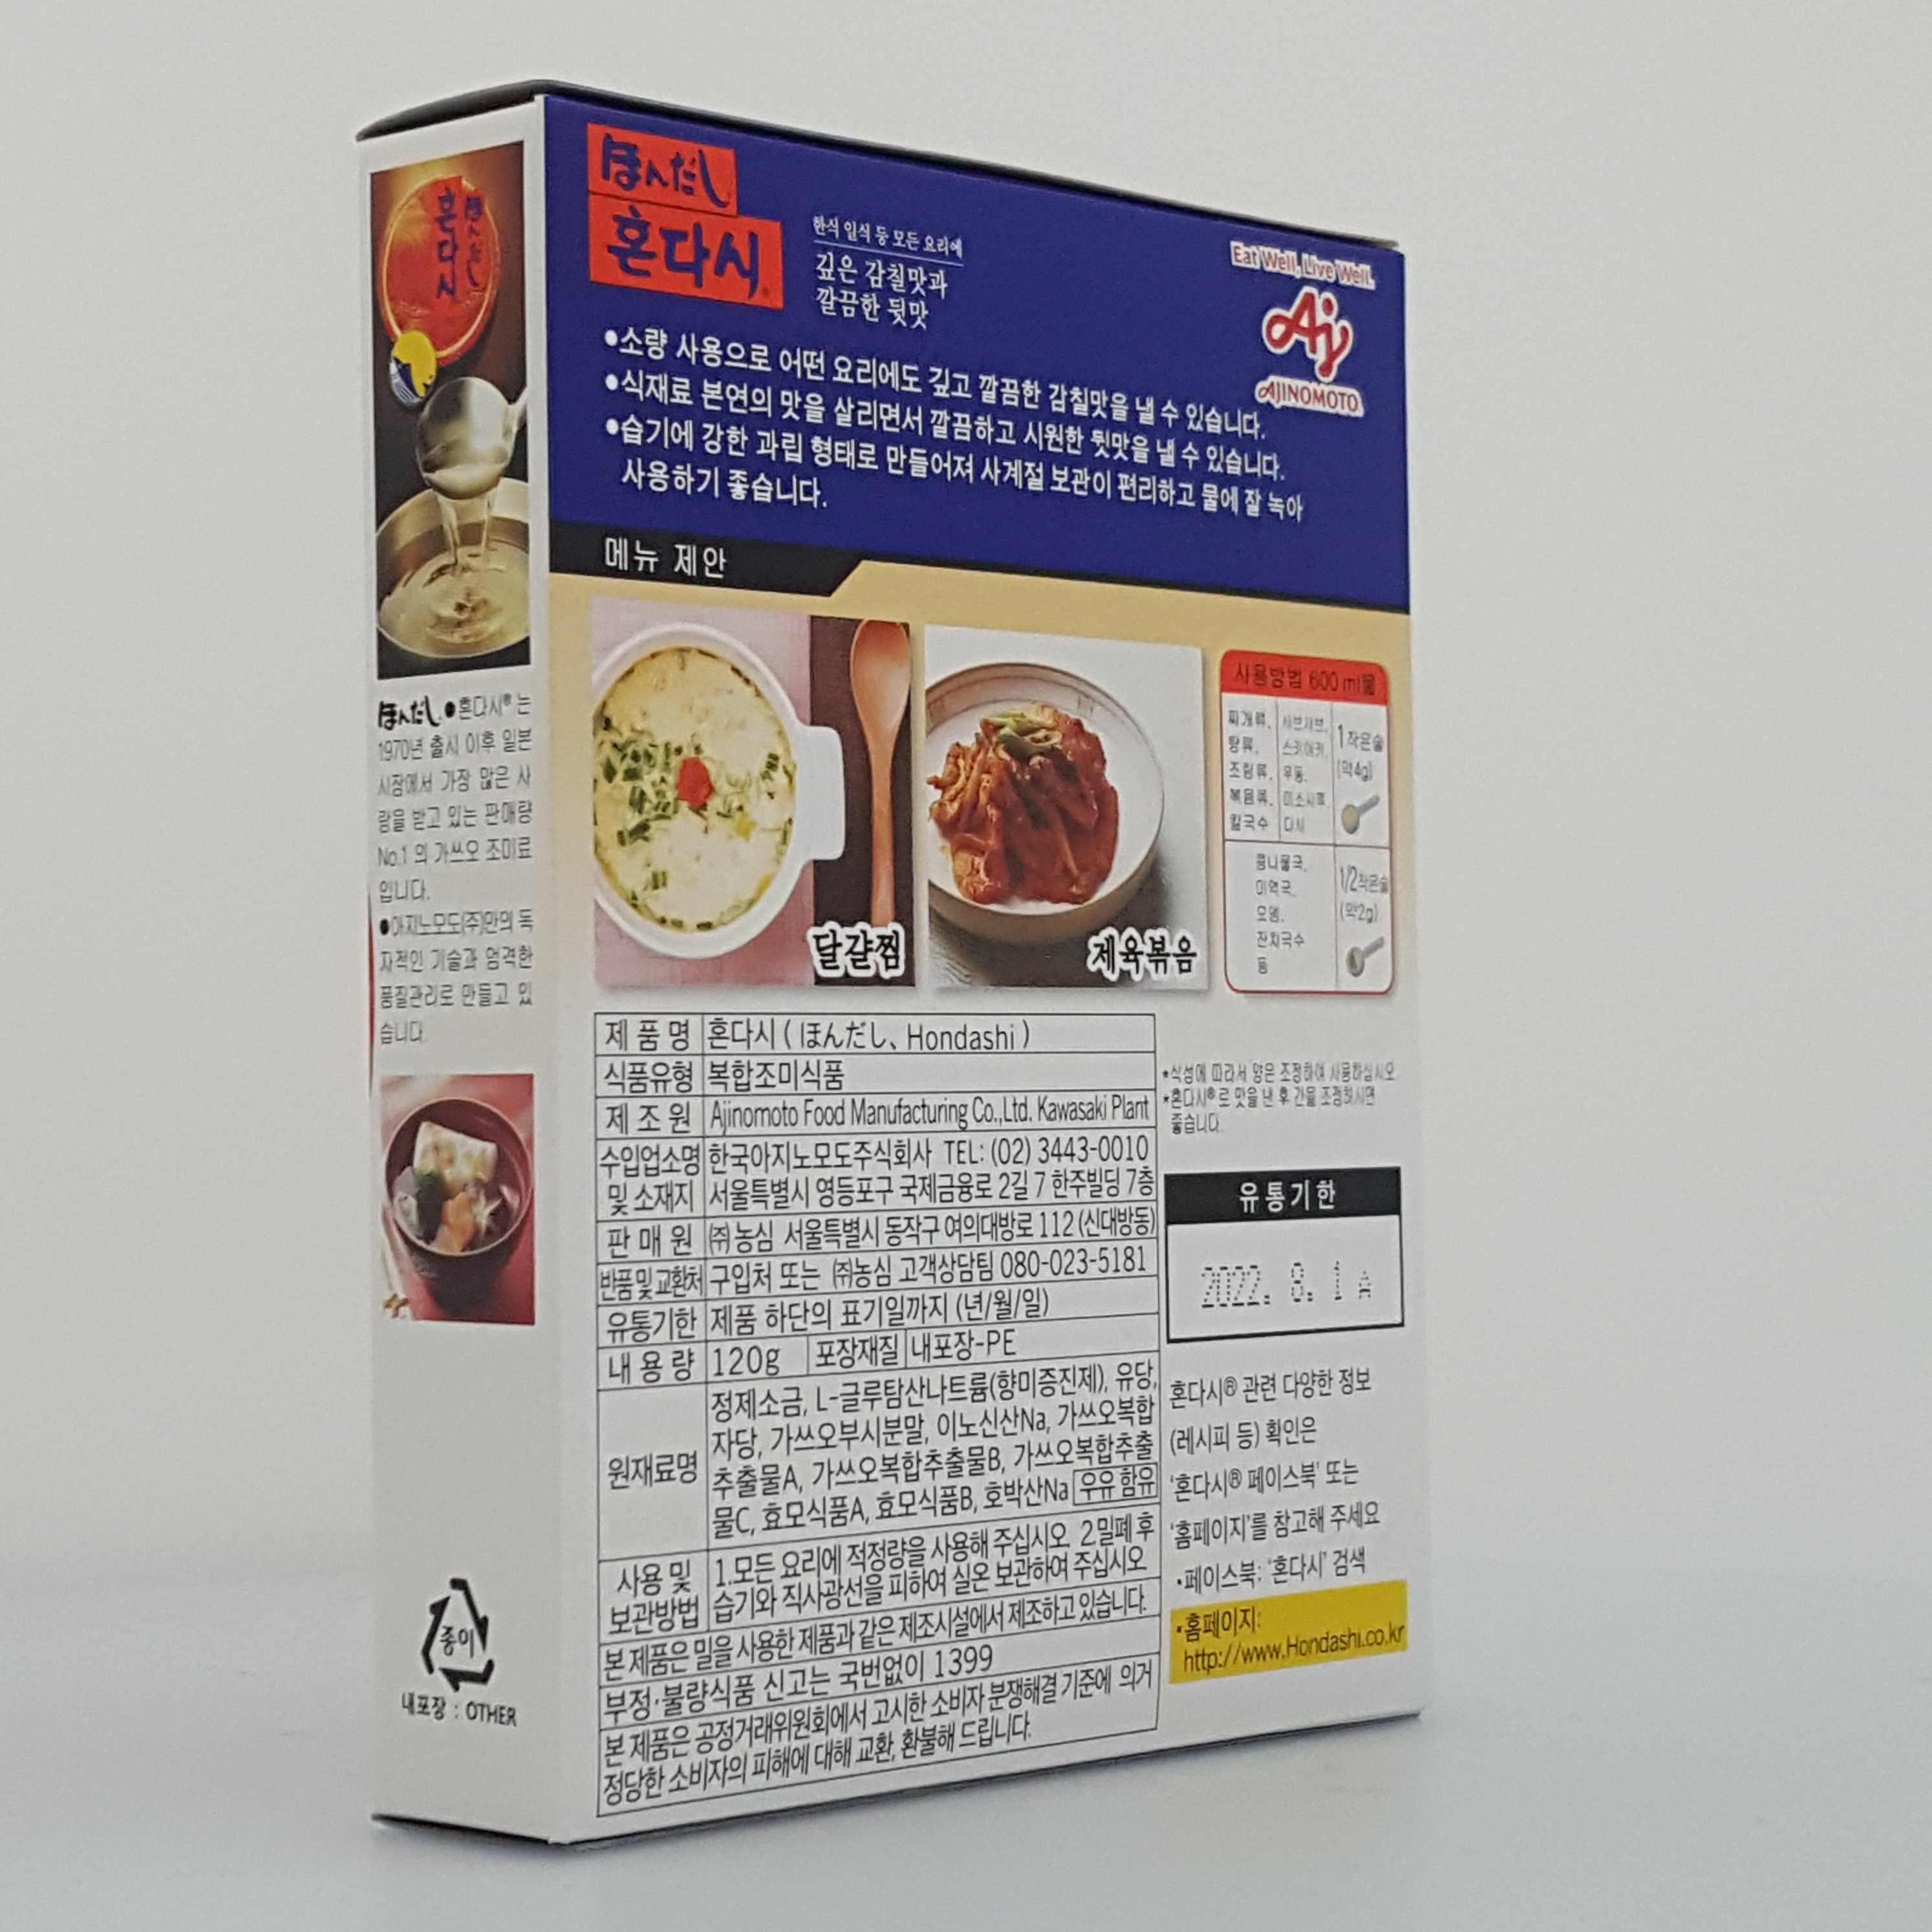 ほんだし
혼다시
ほんだし.●혼다시® 는
1970년 출시 이후 일본
시장에서 가장 많은 사
랑을 받고 있는 판매량
No.1 의 가쓰오 조미료
입니다.
●아지노모도(주)만의 독
자적인 기술과 엄격한
품질관리로 만들고 있
습니다.
종이
내포장 : OTHER
ほんだし
혼다시®
한식 일식 등 모든 요리에
깊은 감칠맛과
깔끔한 뒷맛
Eat Well, Live Well.
Aj
AJINOMOTO
●소량 사용으로 어떤 요리에도 깊고 깔끔한 감칠맛을 낼 수 있습니다.
●식재료 본연의 맛을 살리면서 깔끔하고 시원한 뒷맛을 낼 수 있습니다.
●습기에 강한 과립 형태로 만들어져 사계절 보관이 편리하고 물에 잘 녹아
사용하기 좋습니다.
메뉴 제안
달걀찜
제육볶음
사용방법 600 ml물
찌개류, 샤브샤브,
탕류, 스키야키,
조림류, 우동,
볶음류, 미소시루,
칼국수 다시
1작은술
(약4g)
콩나물국,
미역국,
오뎅,
잔치국수
등
1/2작은술
(약2g)
제 품 명 혼다시 ( ほんだし、Hondashi )
식품유형 복합조미식품
제 조 원 Ajinomoto Food Manufacturing Co.,Ltd. Kawasaki Plant
수입업소명 한국아지노모도주식회사 TEL: (02) 3443-0010
및 소재지 서울특별시 영등포구 국제금융로 2길 7 한주빌딩 7층
판 매 원 ㈜농심 서울특별시 동작구 여의대방로 112 (신대방동)
반품및교환처 구입처 또는 ㈜농심 고객상담팀 080-023-5181
유통기한 제품 하단의 표기일까지 (년/월/일)
내 용 량 120g 포장재질 내포장-PE
원재료명 정제소금, L-글루탐산나트륨(향미증진제), 유당,
자당, 가쓰오부시분말, 이노신산Na, 가쓰오복합
추출물A, 가쓰오복합추출물B, 가쓰오복합추출
물C, 효모식품A, 효모식품B, 호박산Na 우유 함유
사용 및 1.모든 요리에 적정량을 사용해 주십시오. 2.밀폐 후
보관방법 습기와 직사광선을 피하여 실온 보관하여 주십시오.
본 제품은 밀을 사용한 제품과 같은 제조시설에서 제조하고 있습니다.
부정·불량식품 신고는 국번없이 1399
본 제품은 공정거래위원회에서 고시한 소비자 분쟁해결 기준에 의거
정당한 소비자의 피해에 대해 교환, 환불해 드립니다.
*식성에 따라서 양은 조정하여 사용하십시오.
*혼다시®로 맛을 낸 후 간을 조정하시면
좋습니다.
유통기한
2022. 8. 1 A
혼다시® 관련 다양한 정보
(레시피 등) 확인은
'혼다시® 페이스북' 또는
'홈페이지'를 참고해 주세요
·페이스북: '혼다시' 검색
·홈페이지:
http://www.Hondashi.co.kr